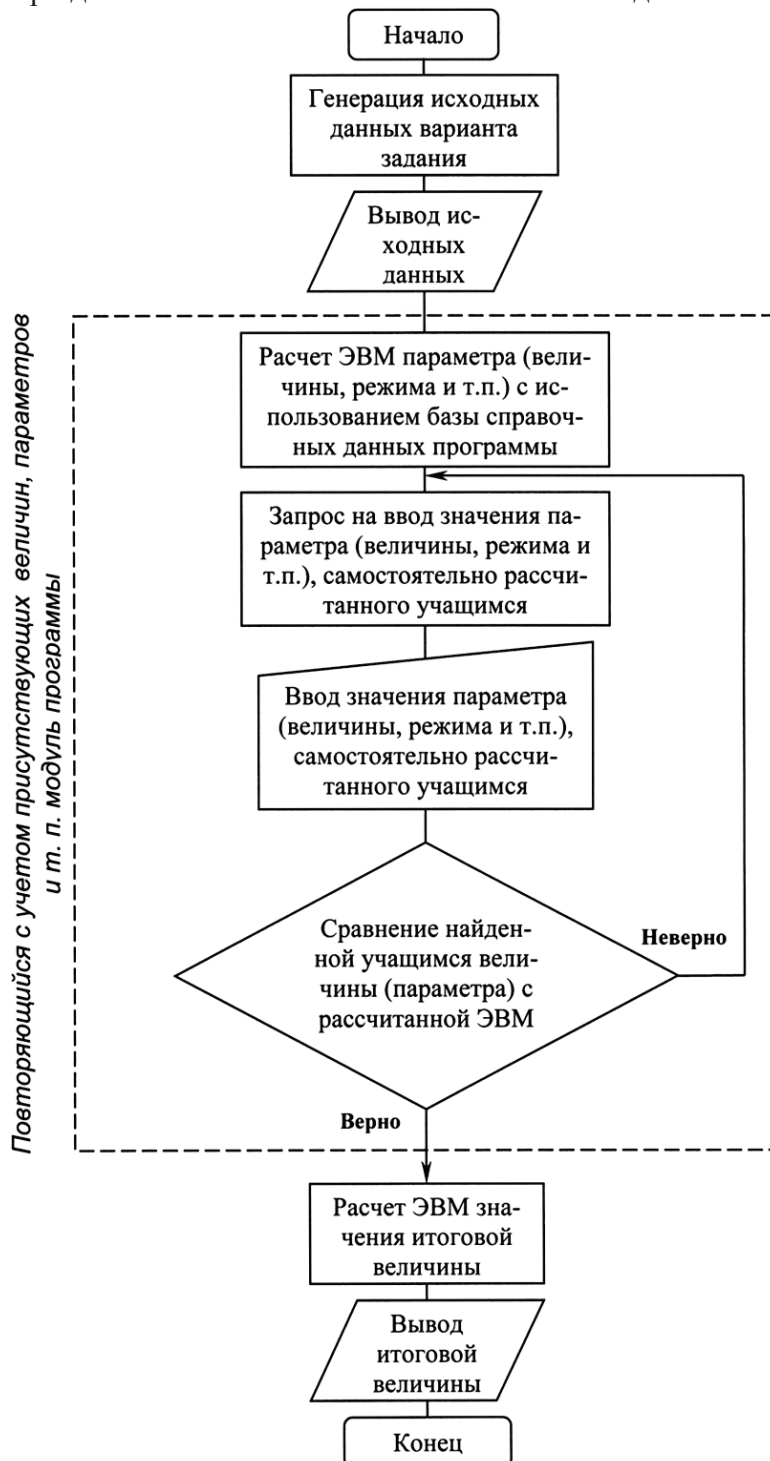 Начало
Генерация исходных
данных варианта
задания
Вывод ис-
ходных
данных
Повторяющийся с учетом присутствующих величин, параметров
и т. п. модуль программы
Расчет ЭВМ параметра (вели-
чины, режима и т.п.) с ис-
пользованием базы справоч-
ных данных программы
Запрос на ввод значения па-
раметра (величины, режима и
т.п.), самостоятельно рассчи-
танного учащимся
Ввод значения параметра
(величины, режима и т.п.),
самостоятельно рассчи-
танного учащимся
Сравнение найден-
ной учащимся вели-
чины (параметра) с
рассчитанной ЭВМ
Неверно
Верно
Расчет ЭВМ зна-
чения итоговой
величины
Вывод
итоговой
величины
Конец